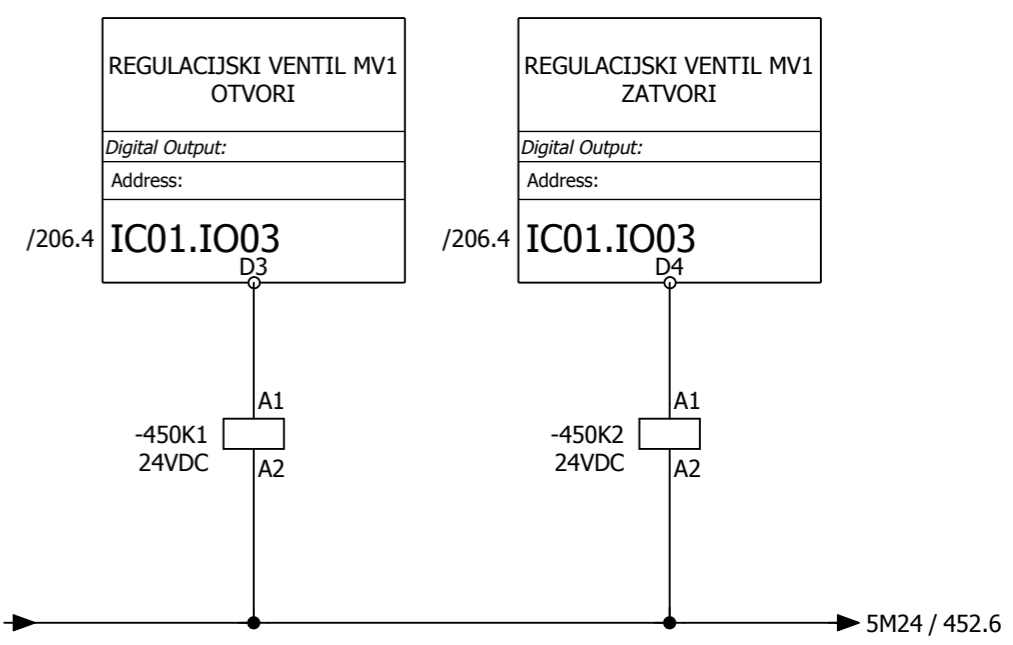 REGULACIJSKI VENTIL MV1
OTVORI
Digital Output:
Address:
/206.4
IC01.IO03
D3
A1
-450K1
24VDC
A2
REGULACIJSKI VENTIL MV1
ZATVORI
Digital Output:
Address:
/206.4
IC01.IO03
D4
A1
-450K2
24VDC
A2
5M24 / 452.6